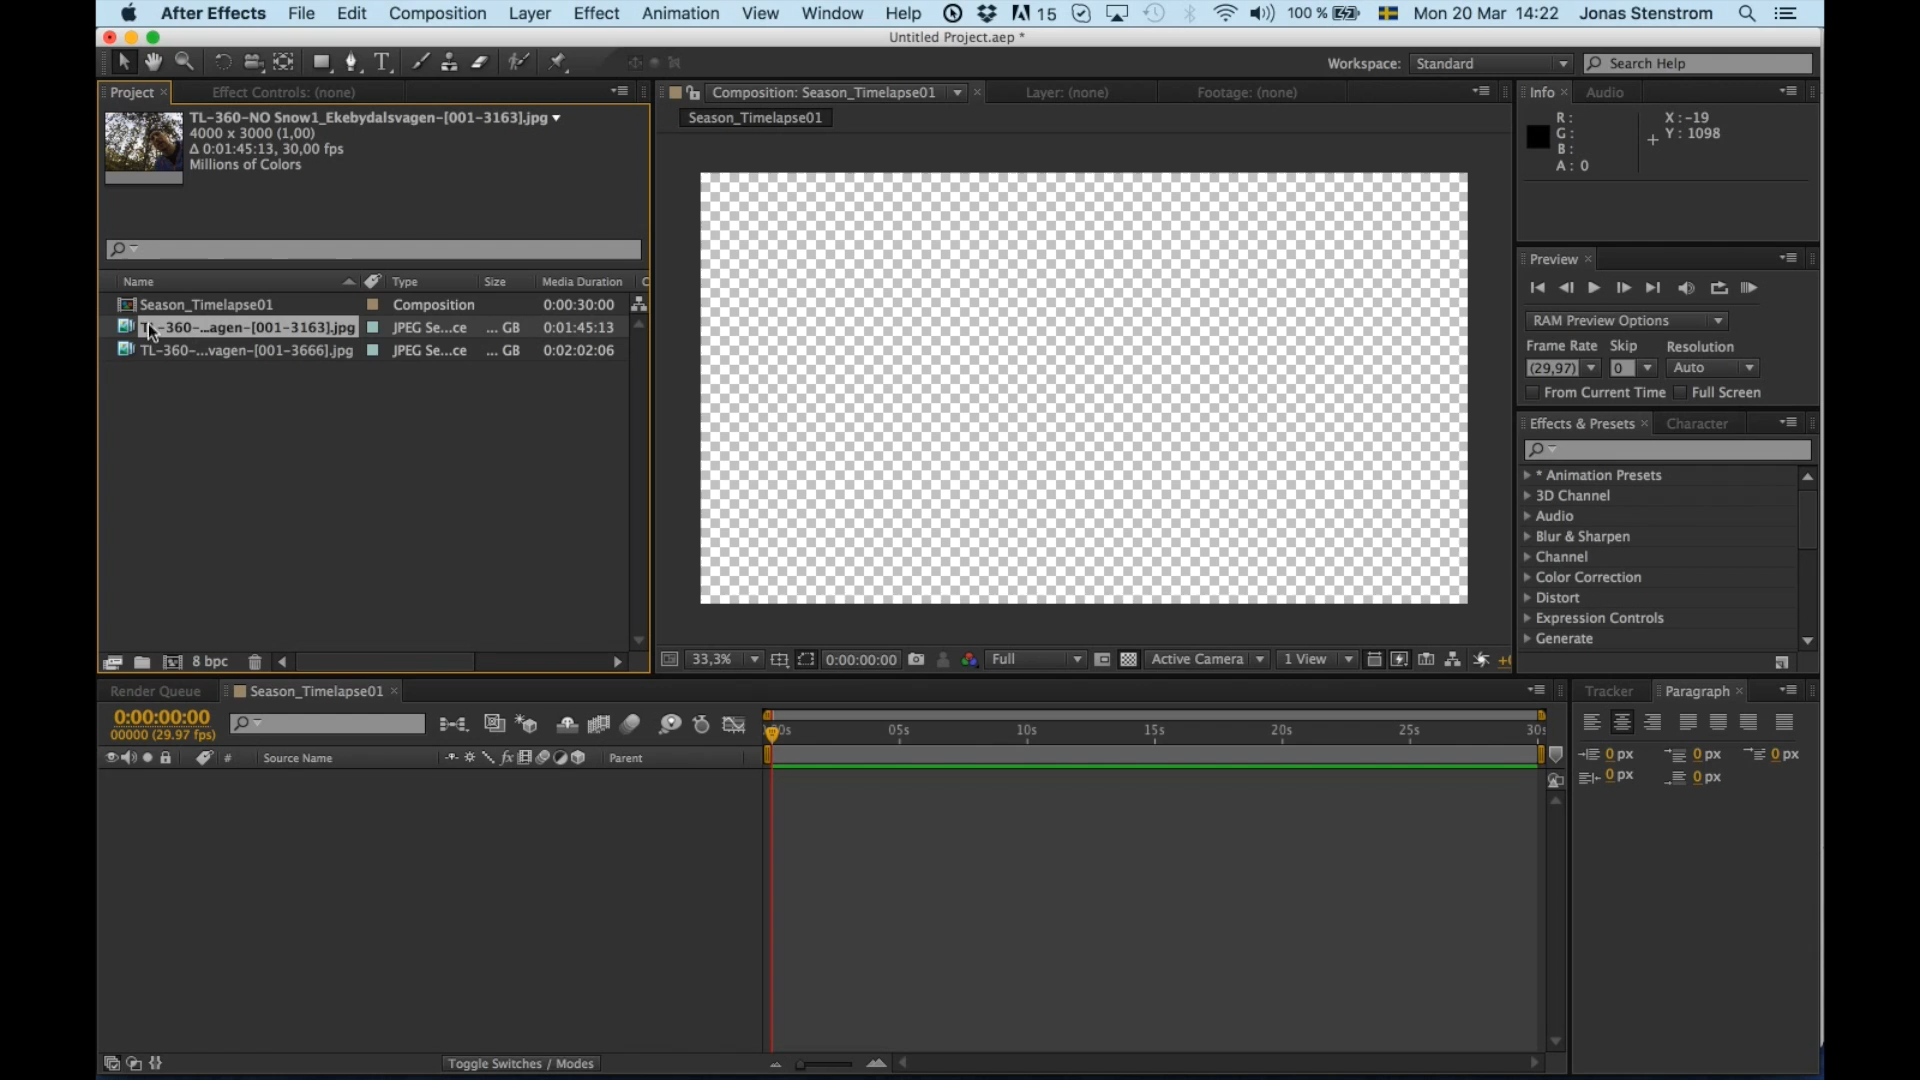 After Effects File Edit Composition Layer Effect Animation View Window Help 15 100 % Mon 20 Mar 14:22 Jonas Stenstrom
Untitled Project.aep *
Workspace: Standard Search Help
Project Effect Controls: (none)
TL-360-NO Snow1_Ekebydalsvagen-[001-3163].jpg
4000 x 3000 (1,00)
Δ 0:01:45:13, 30,00 fps
Millions of Colors
Name Type Size Media Duration C
Season_Timelapse01 Composition 0:00:30:00
TL-360-...agen-[001-3163].jpg JPEG Se...ce ... GB 0:01:45:13
TL-360-...vagen-[001-3666].jpg JPEG Se...ce ... GB 0:02:02:06
8 bpc
Composition: Season_Timelapse01 Layer: (none) Footage: (none)
Season_Timelapse01
33,3% 0:00:00:00 Full Active Camera 1 View
Info Audio
R : X : -19
G : Y : 1098
B :
A : 0
Preview
RAM Preview Options
Frame Rate Skip Resolution
(29,97) 0 Auto
From Current Time Full Screen
Effects & Presets Character
* Animation Presets
3D Channel
Audio
Blur & Sharpen
Channel
Color Correction
Distort
Expression Controls
Generate
Render Queue Season_Timelapse01
0:00:00:00
00000 (29.97 fps)
# Source Name fx Parent
05s 10s 15s 20s 25s
Toggle Switches / Modes
Tracker Paragraph
0 px 0 px 0 px
0 px 0 px